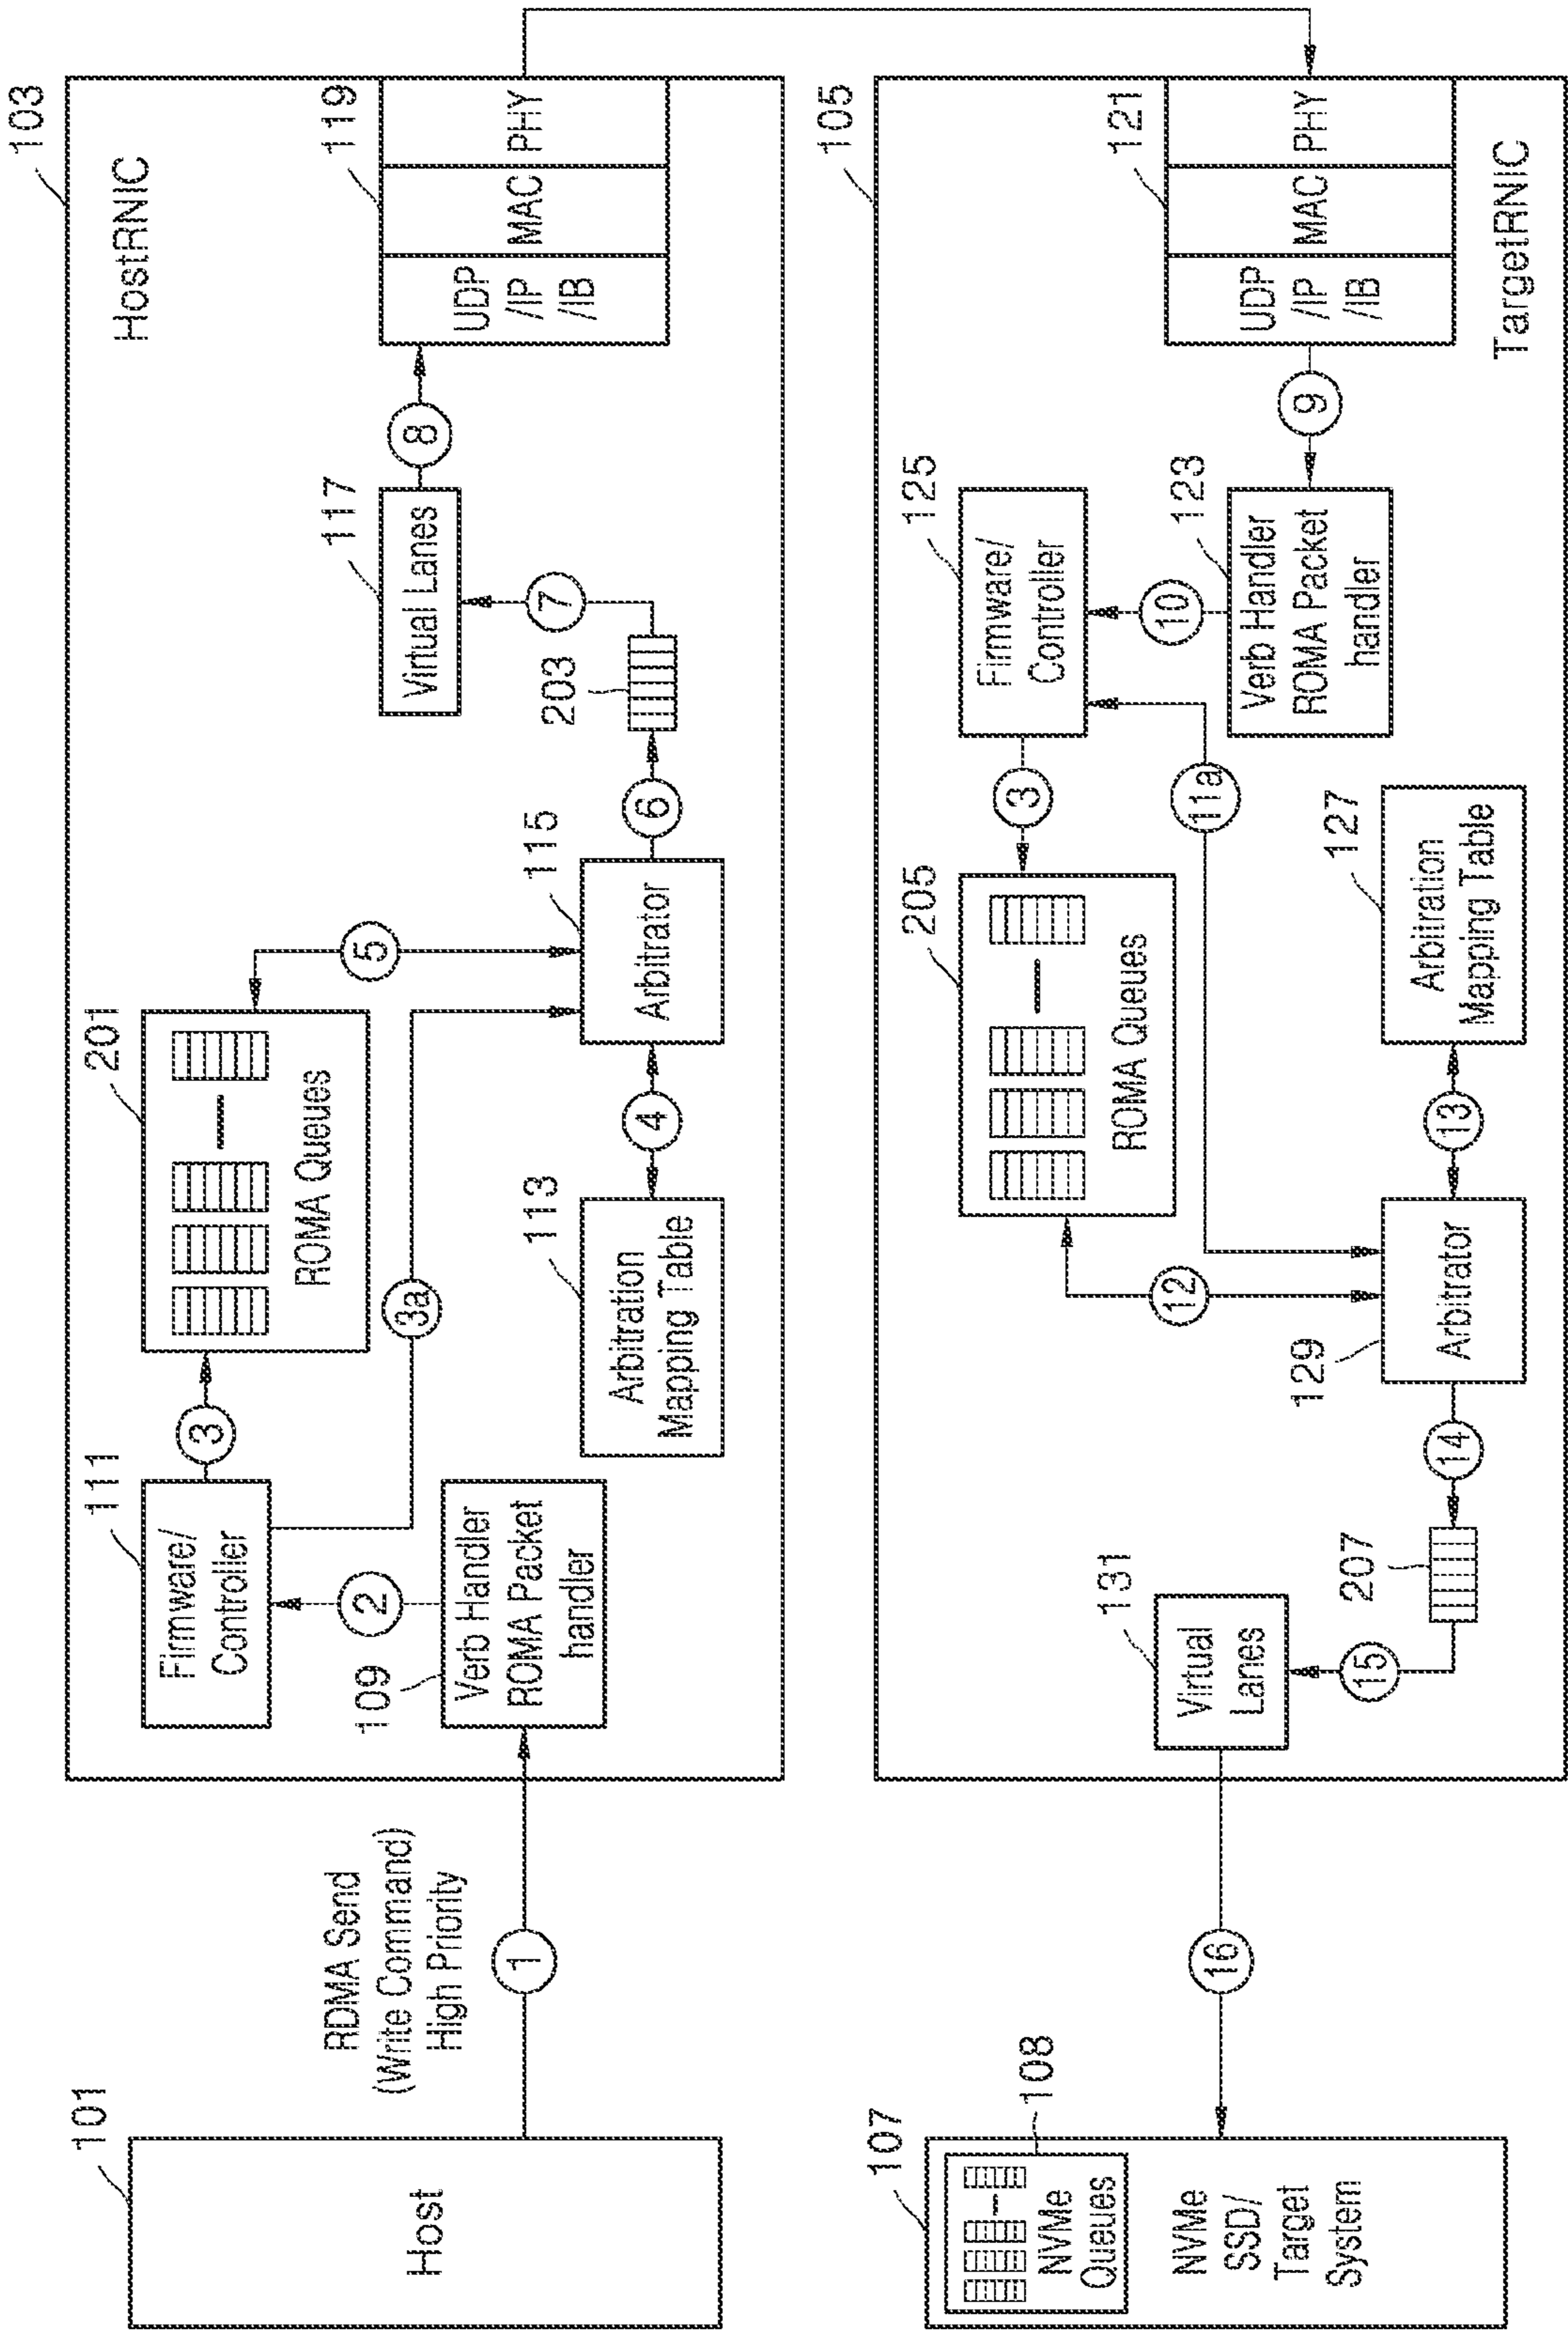 101
Host
RDMA Send
(Write Command)
High Priority
1
103
HostRNIC
111
Firmware/
Controller
2
109
Verb Handler
ROMA Packet
handler
3
3a
201
ROMA Queues
5
113
Arbitration
Mapping Table
4
115
Arbitrator
6
203
7
117
Virtual Lanes
8
119
UDP
/IP
/IB
MAC
PHY
107
108
NVMe
Queues
NVMe
SSD/
Target
System
16
105
TargetRNIC
131
Virtual
Lanes
15
207
14
129
Arbitrator
12
13
205
ROMA Queues
127
Arbitration
Mapping Table
3
11a
125
Firmware/
Controller
10
123
Verb Handler
ROMA Packet
handler
9
121
UDP
/IP
/IB
MAC
PHY